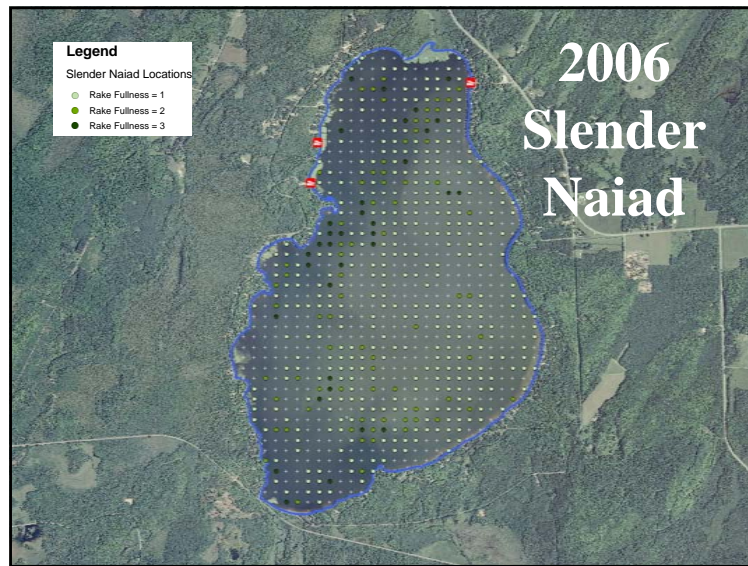 Legend
Slender Naiad Locations
Rake Fullness = 1
Rake Fullness = 2
Rake Fullness = 3
2006
Slender
Naiad